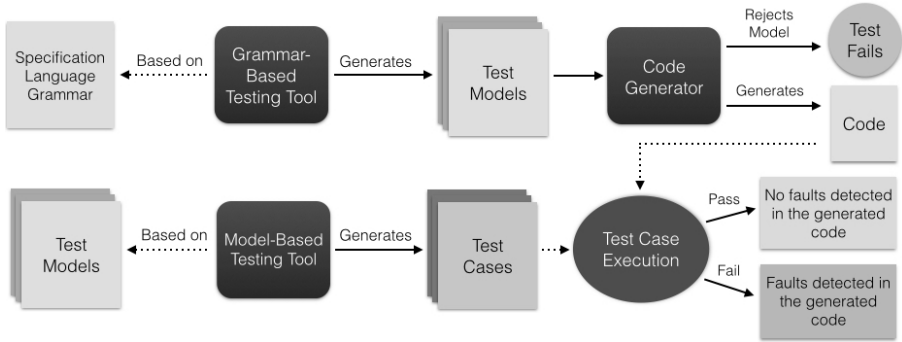 Specification
Language
Grammar
Based on
Grammar-
Based
Testing Tool
Generates
Test
Models
Code
Generator
Rejects
Model
Test
Fails
Generates
Code
Test
Models
Based on
Model-Based
Testing Tool
Generates
Test
Cases
Test Case
Execution
Pass
No faults detected
in the generated
code
Fail
Faults detected in
the generated
code